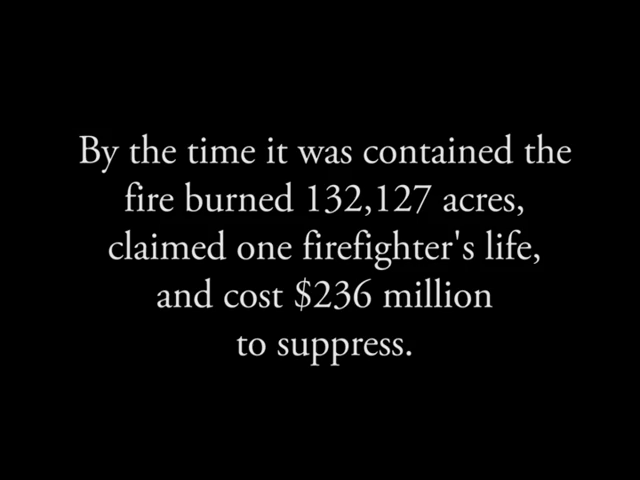 By the time it was contained the
fire burned 132,127 acres,
claimed one firefighter's life,
and cost $236 million
to suppress.